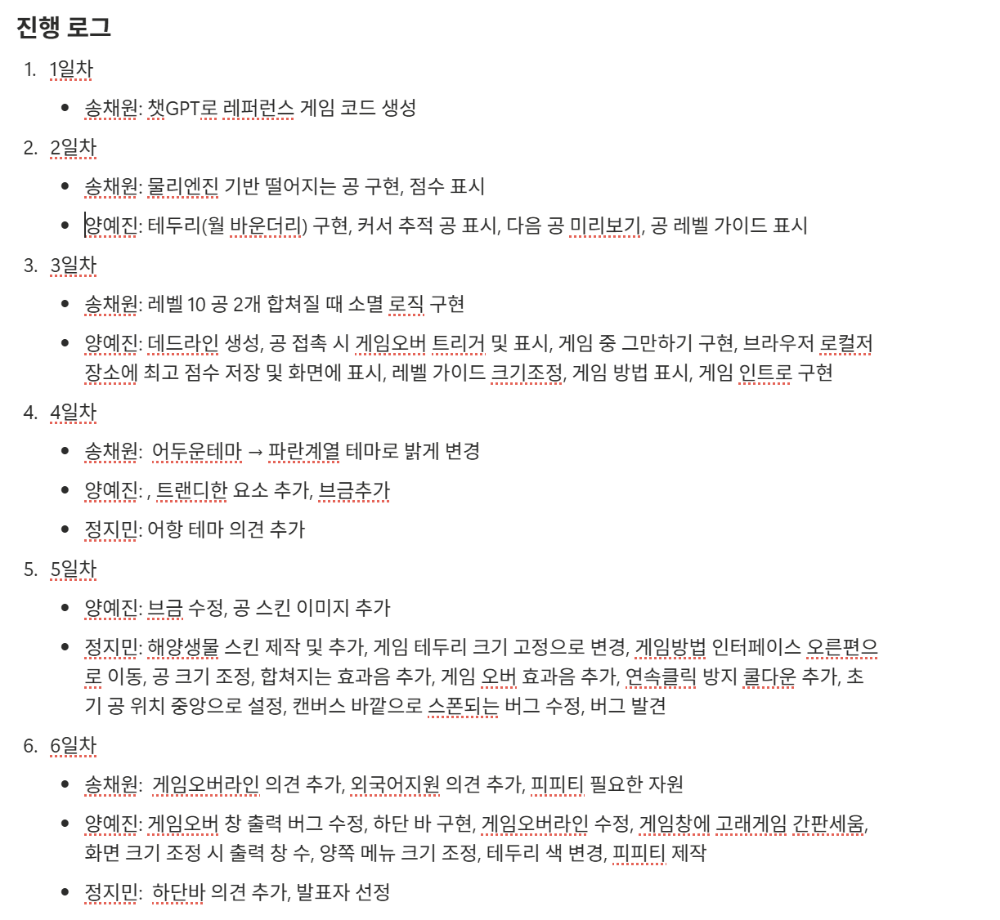 진행 로그
1. 1일차
• 송채원: 챗GPT로 레퍼런스 게임 코드 생성
2. 2일차
• 송채원: 물리엔진 기반 떨어지는 공 구현, 점수 표시
• 양예진: 테두리(월 바운더리) 구현, 커서 추적 공 표시, 다음 공 미리보기, 공 레벨 가이드 표시
3. 3일차
• 송채원: 레벨 10 공 2개 합쳐질 때 소멸 로직 구현
• 양예진: 데드라인 생성, 공 접촉 시 게임오버 트리거 및 표시, 게임 중 그만하기 구현, 브라우저 로컬저
장소에 최고 점수 저장 및 화면에 표시, 레벨 가이드 크기조정, 게임 방법 표시, 게임 인트로 구현
4. 4일차
• 송채원: 어두운테마 → 파란계열 테마로 밝게 변경
• 양예진: , 트랜디한 요소 추가, 브금추가
• 정지민: 어항 테마 의견 추가
5. 5일차
• 양예진: 브금 수정, 공 스킨 이미지 추가
• 정지민: 해양생물 스킨 제작 및 추가, 게임 테두리 크기 고정으로 변경, 게임방법 인터페이스 오른편으
로 이동, 공 크기 조정, 합쳐지는 효과음 추가, 게임 오버 효과음 추가, 연속클릭 방지 쿨다운 추가, 초
기 공 위치 중앙으로 설정, 캔버스 바깥으로 스폰되는 버그 수정, 버그 발견
6. 6일차
• 송채원: 게임오버라인 의견 추가, 외국어지원 의견 추가, 피피티 필요한 자원
• 양예진: 게임오버 창 출력 버그 수정, 하단 바 구현, 게임오버라인 수정, 게임창에 고래게임 간판세움,
화면 크기 조정 시 출력 창 수, 양쪽 메뉴 크기 조정, 테두리 색 변경, 피피티 제작
• 정지민: 하단바 의견 추가, 발표자 선정